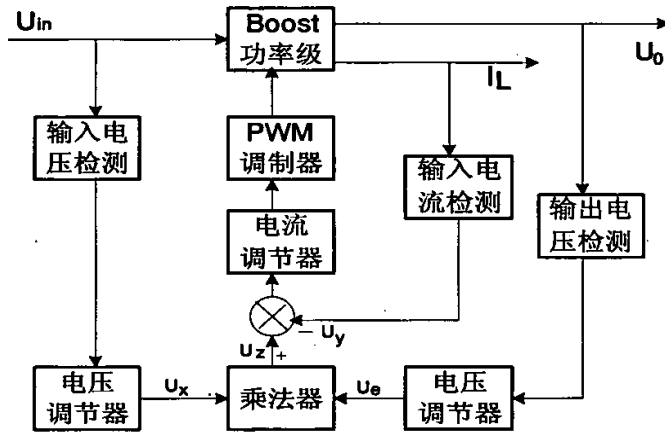 Uin
Boost
功率级
U0
IL
输入电
压检测
PWM
调制器
输入电
流检测
电流
调节器
输出电
压检测
- uy
uz +
电压
调节器
ux
乘法器
ue
电压
调节器